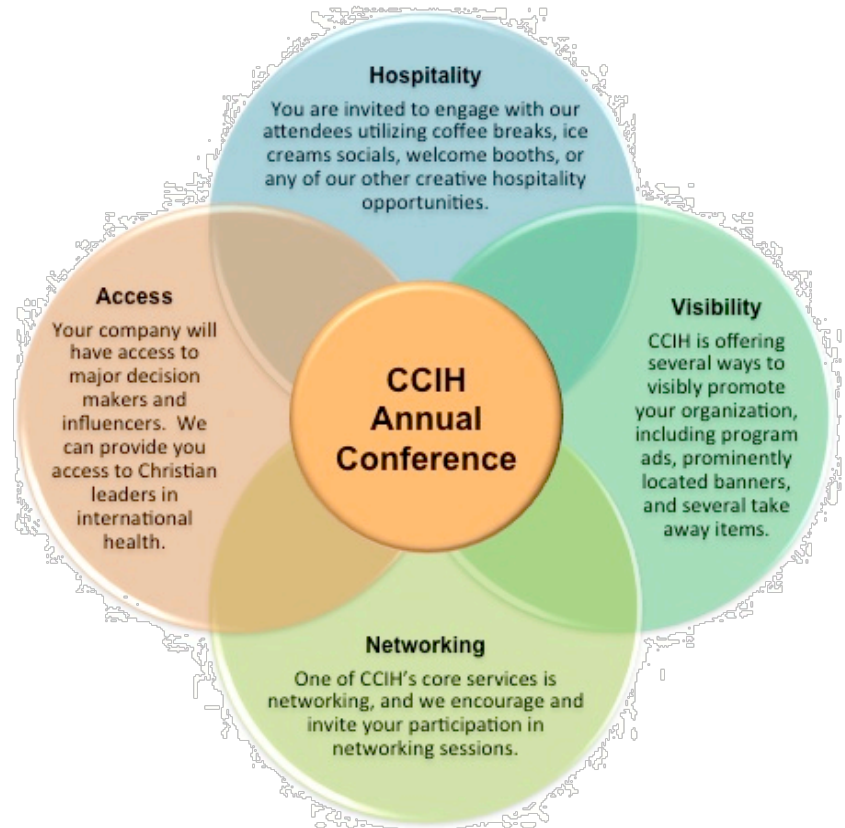 Hospitality
You are invited to engage with our
attendees utilizing coffee breaks, ice
creams socials, welcome booths, or
any of our other creative hospitality
opportunities.
Access
Your company will
have access to
major decision
makers and
influencers.  We
can provide you
access to Christian
leaders in
international
health.
CCIH
Annual
Conference
Visibility
CCIH is offering
several ways to
visibly promote
your organization,
including program
ads, prominently
located banners,
and several take
away items.
Networking
One of CCIH’s core services is
networking, and we encourage and
invite your participation in
networking sessions.